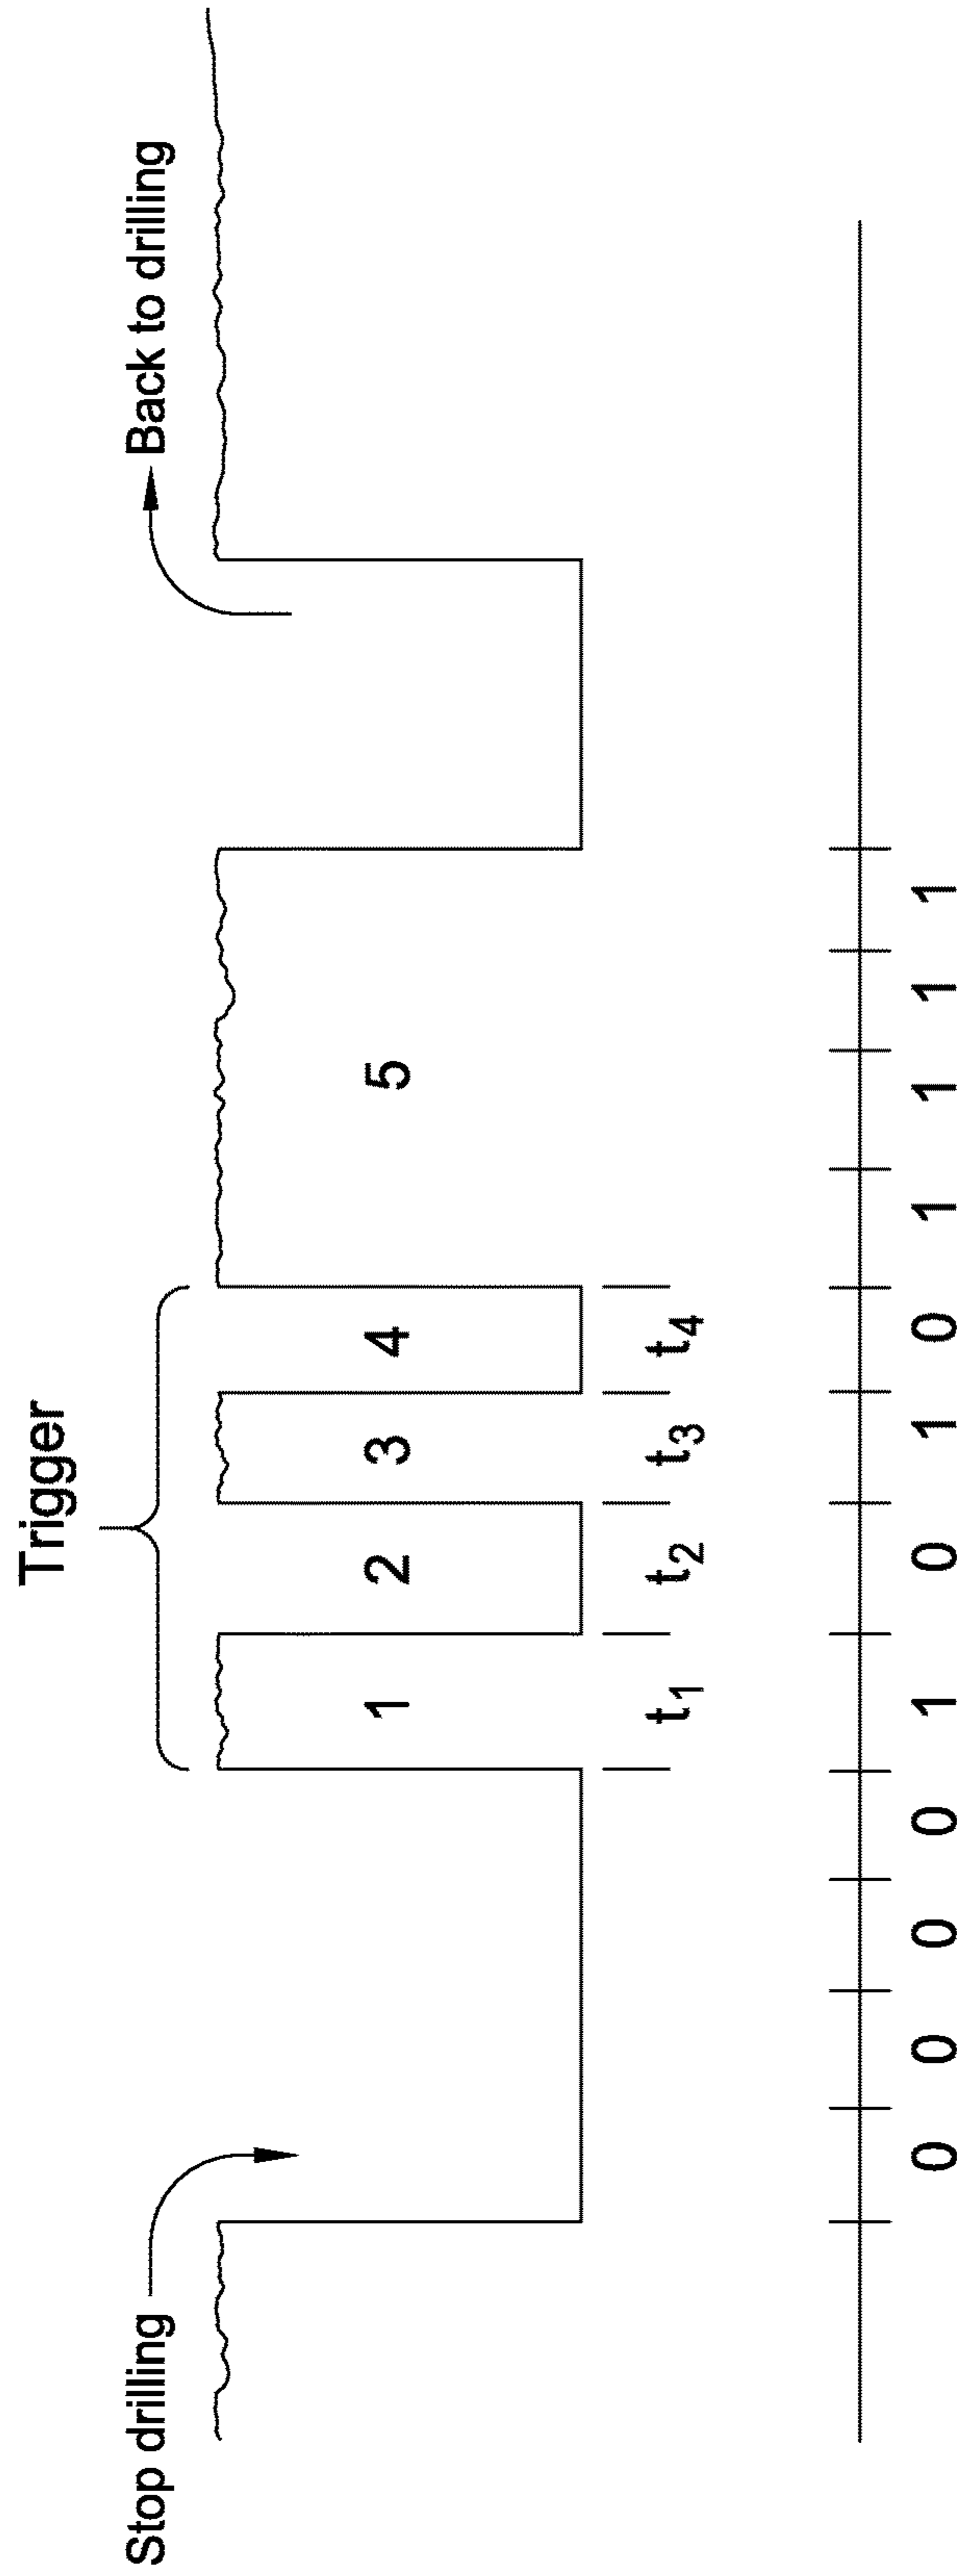 Trigger
Stop drilling
Back to drilling
1 2 3 4 5
t₁ t₂ t₃ t₄
0 0 0 0 1 0 1 0 1 1 1 1